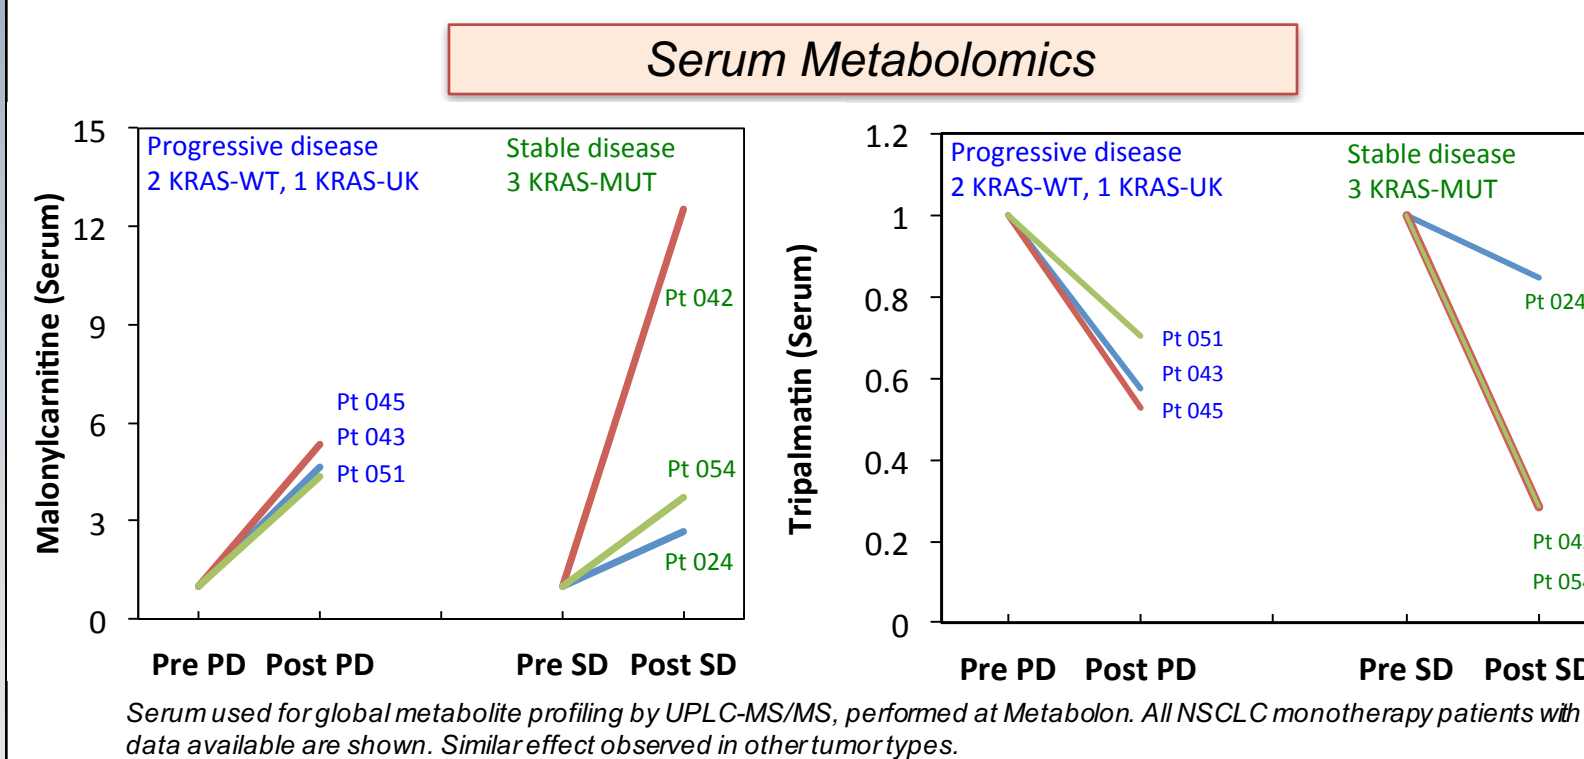 Serum Metabolomics
Malonylcarnitine (Serum)
15
12
9
6
3
0
Progressive disease
2 KRAS-WT, 1 KRAS-UK
Stable disease
3 KRAS-MUT
Pt 042
Pt 045
Pt 043
Pt 051
Pt 054
Pt 024
Pre PD Post PD Pre SD Post SD
Tripalmatin (Serum)
1.2
1
0.8
0.6
0.4
0.2
0
Progressive disease
2 KRAS-WT, 1 KRAS-UK
Stable disease
3 KRAS-MUT
Pt 024
Pt 051
Pt 043
Pt 045
Pt
Pt
Pre PD Post PD Pre SD Post SD
Serum used for global metabolite profiling by UPLC-MS/MS, performed at Metabolon. All NSCLC monotherapy patients with
data available are shown. Similar effect observed in other tumor types.